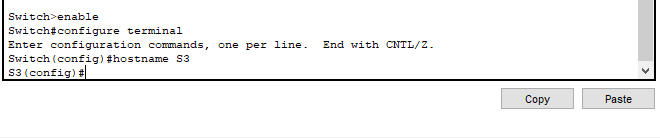 Switch>enable
Switch#configure terminal
Enter configuration commands, one per line.  End with CNTL/Z.
Switch(config)#hostname S3
S3(config)#
Copy
Paste